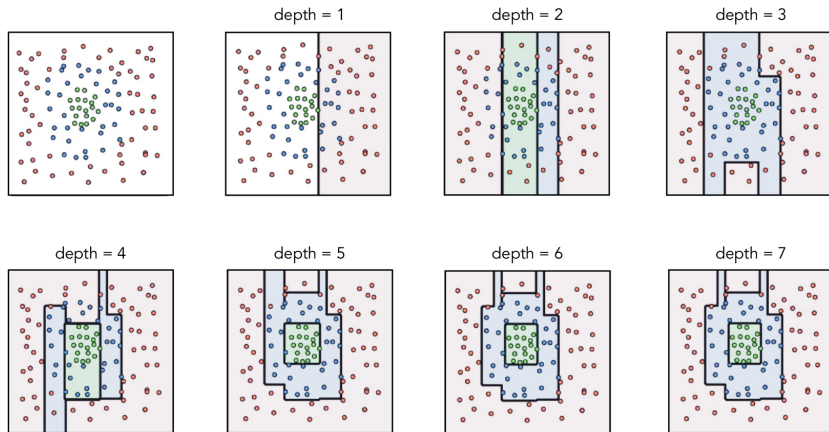 depth = 1
depth = 2
depth = 3
depth = 4
depth = 5
depth = 6
depth = 7